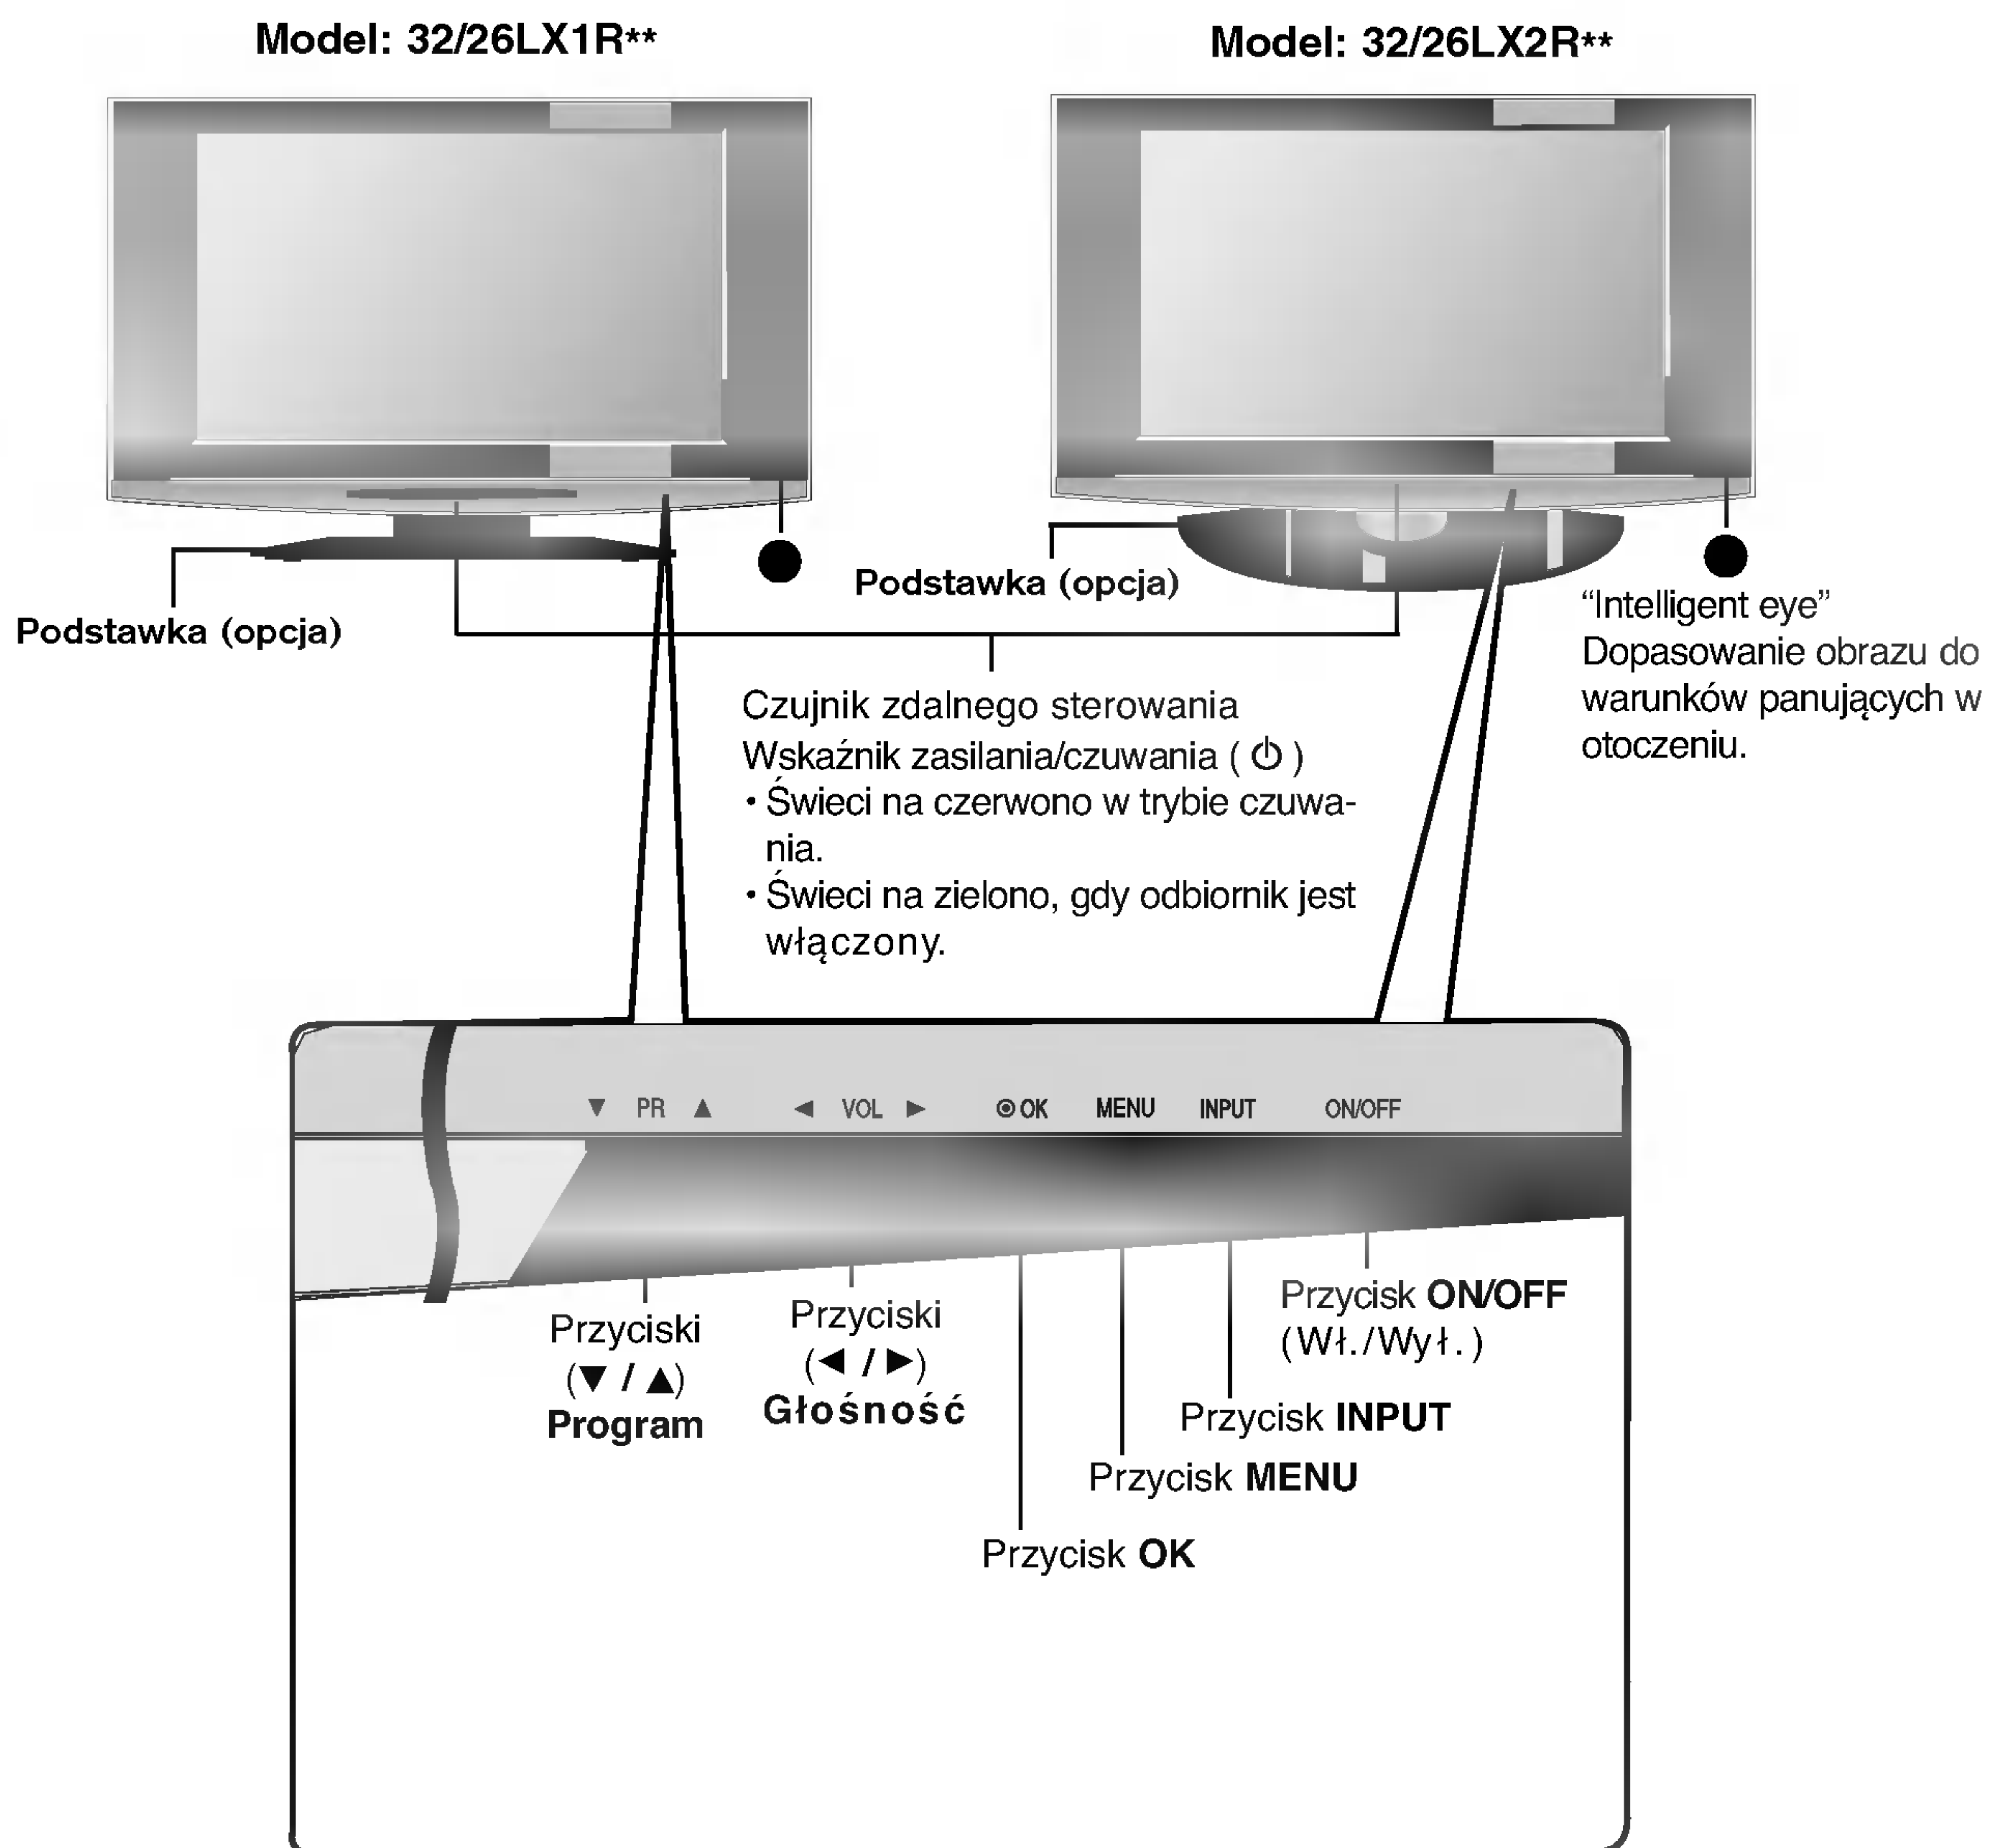 Model: 32/26LX1R**
Model: 32/26LX2R**
Podstawka (opcja)
Podstawka (opcja)
“Intelligent eye”
Dopasowanie obrazu do
warunków panujących w
otoczeniu.
Czujnik zdalnego sterowania
Wskaźnik zasilania/czuwania ( ⏻ )
• Świeci na czerwono w trybie czuwa-
nia.
• Świeci na zielono, gdy odbiornik jest
włączony.
▼ PR ▲ ◄ VOL ► ⊙ OK MENU INPUT ON/OFF
Przyciski
(▼ / ▲)
Program
Przyciski
(◄ / ►)
Głośność
Przycisk ON/OFF
(Wł./Wył.)
Przycisk INPUT
Przycisk MENU
Przycisk OK